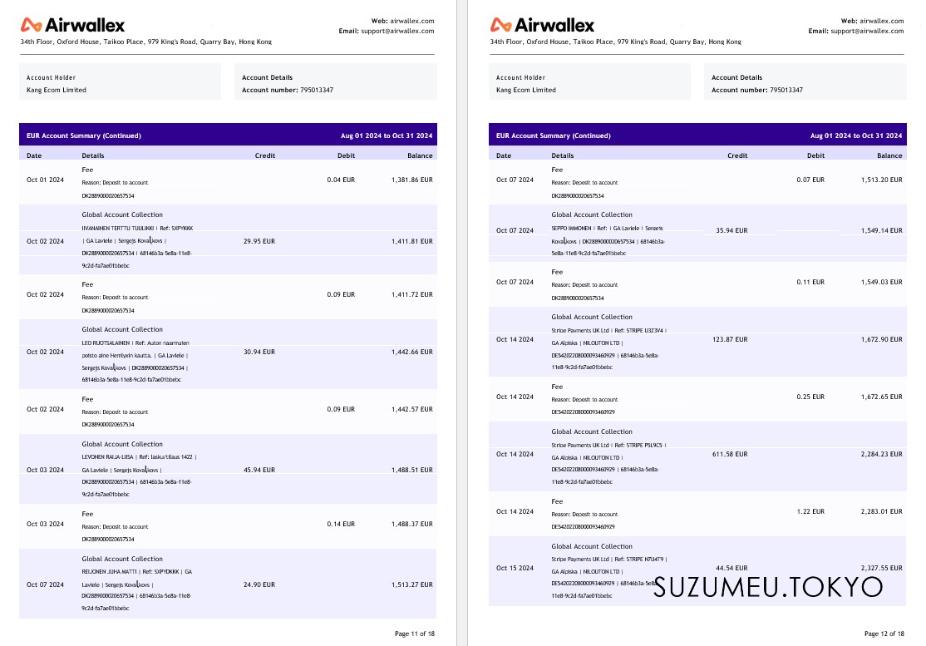 Airwallex
Web: airwallex.com
Email: support@airwallex.com
34th Floor, Oxford House, Taikoo Place, 979 King's Road, Quarry Bay, Hong Kong
Account Holder
Kang Ecom Limited
Account Details
Account number: 795013347
EUR Account Summary (Continued) Aug 01 2024 to Oct 31 2024
Date Details Credit Debit Balance
Fee
Oct 01 2024 Reason: Deposit to account 0.04 EUR 1,381.86 EUR
DK2889000020657534
Global Account Collection
TERTTU TUULIKKI | Ref: SXPYKKK
Oct 02 2024 | GA Laviele | Sergejs 29.95 EUR 1,411.81 EUR
DK2889000020657534 | 68146b3a-5e8a-11e8-
9c2d-fa7ae01bbebc
Fee
Oct 02 2024 Reason: Deposit to account 0.09 EUR 1,411.72 EUR
DK2889000020657534
Global Account Collection
LEO RUOTSALAINEN | Ref: Auton naarmuten
Oct 02 2024 poisto aine Henlyxin kautta. | GA Laviele | 30.94 EUR 1,442.66 EUR
Sergejs | DK2889000020657534 |
68146b3a-5e8a-11e8-9c2d-fa7ae01bbebc
Fee
Oct 02 2024 Reason: Deposit to account 0.09 EUR 1,442.57 EUR
DK2889000020657534
Global Account Collection
LEVONEN RAIJA-LIISA | Ref: lasku/tilaus 1422 |
Oct 03 2024 GA Laviele | Sergejs 45.94 EUR 1,488.51 EUR
DK2889000020657534 | 68146b3a-5e8a-11e8-
9c2d-fa7ae01bbebc
Fee
Oct 03 2024 Reason: Deposit to account 0.14 EUR 1,488.37 EUR
DK2889000020657534
Global Account Collection
REIJONEN JUHA MATTI | Ref: SXPYDKKK | GA
Oct 07 2024 Laviele | Sergejs 24.90 EUR 1,513.27 EUR
DK2889000020657534 | 68146b3a-5e8a-11e8-
9c2d-fa7ae01bbebc
Page 11 of 18
Airwallex
Web: airwallex.com
Email: support@airwallex.com
34th Floor, Oxford House, Taikoo Place, 979 King's Road, Quarry Bay, Hong Kong
Account Holder
Kang Ecom Limited
Account Details
Account number: 795013347
EUR Account Summary (Continued) Aug 01 2024 to Oct 31 2024
Date Details Credit Debit Balance
Fee
Oct 07 2024 Reason: Deposit to account 0.07 EUR 1,513.20 EUR
DK2889000020657534
Global Account Collection
SEPPO IMMONEN | Ref: | GA Laviele | Sergejs
Oct 07 2024 | DK2889000020657534 | 68146b3a- 35.94 EUR 1,549.14 EUR
5e8a-11e8-9c2d-fa7ae01bbebc
Fee
Oct 07 2024 Reason: Deposit to account 0.11 EUR 1,549.03 EUR
DK2889000020657534
Global Account Collection
Stripe Payments UK Ltd | Ref: STRIPE |
Oct 14 2024 GA Alpiska | NILOUTON LTD | 123.87 EUR 1,672.90 EUR
DE54202208000093460929 | 68146b3a-5e8a-
11e8-9c2d-fa7ae01bbebc
Fee
Oct 14 2024 Reason: Deposit to account 0.25 EUR 1,672.65 EUR
DE54202208000093460929
Global Account Collection
Stripe Payments UK Ltd | Ref: STRIPE |
Oct 14 2024 GA Alpiska | NILOUTON LTD | 611.58 EUR 2,284.23 EUR
DE54202208000093460929 | 68146b3a-5e8a-
11e8-9c2d-fa7ae01bbebc
Fee
Oct 14 2024 Reason: Deposit to account 1.22 EUR 2,283.01 EUR
DE54202208000093460929
Global Account Collection
Stripe Payments UK Ltd | Ref: STRIPE |
Oct 15 2024 GA Alpiska | NILOUTON LTD | 44.54 EUR 2,327.55 EUR
DE54202208000093460929 |
11e8-9c2d-fa7ae01bbebc
SUZUMEU.TOKYO
Page 12 of 18